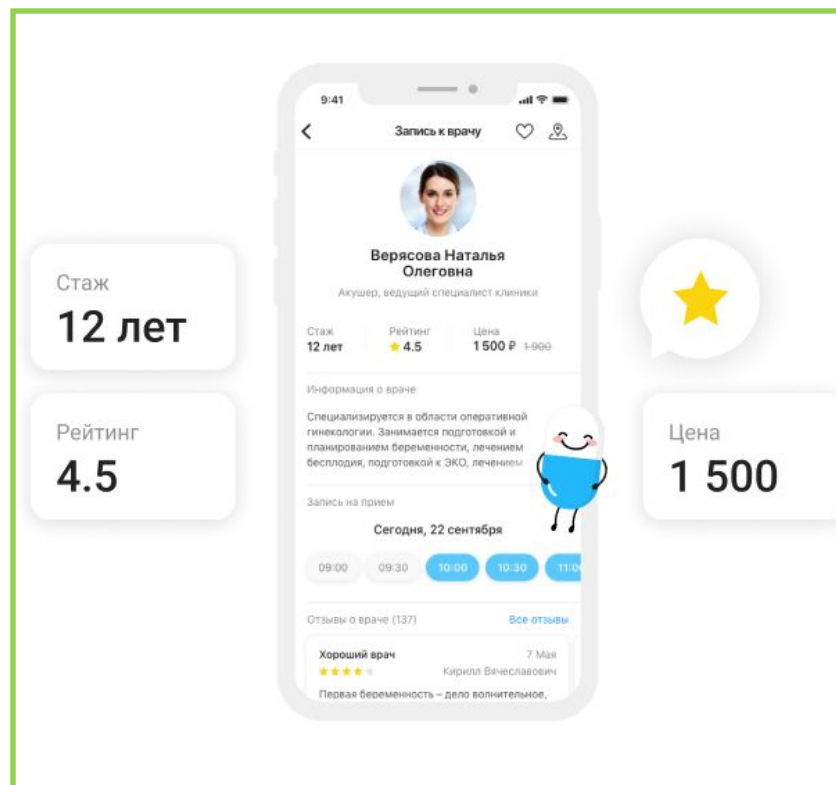 9:41
Запись к врачу
Верясова Наталья
Олеговна
Акушер, ведущий специалист клиники
Стаж
12 лет
Рейтинг
4.5
Цена
1 500 ₽ 1 900
Информация о враче
Специализируется в области оперативной
гинекологии. Занимается подготовкой и
планированием беременности, лечением
бесплодия, подготовкой к ЭКО, лечением
Запись на прием
Сегодня, 22 сентября
09:00 09:30 10:00 10:30 11:00
Отзывы о враче (137) Все отзывы
Хороший врач 7 Мая
Кирилл Вячеславович
Первая беременность – дело волнительное,
Стаж
12 лет
Рейтинг
4.5
Цена
1 500